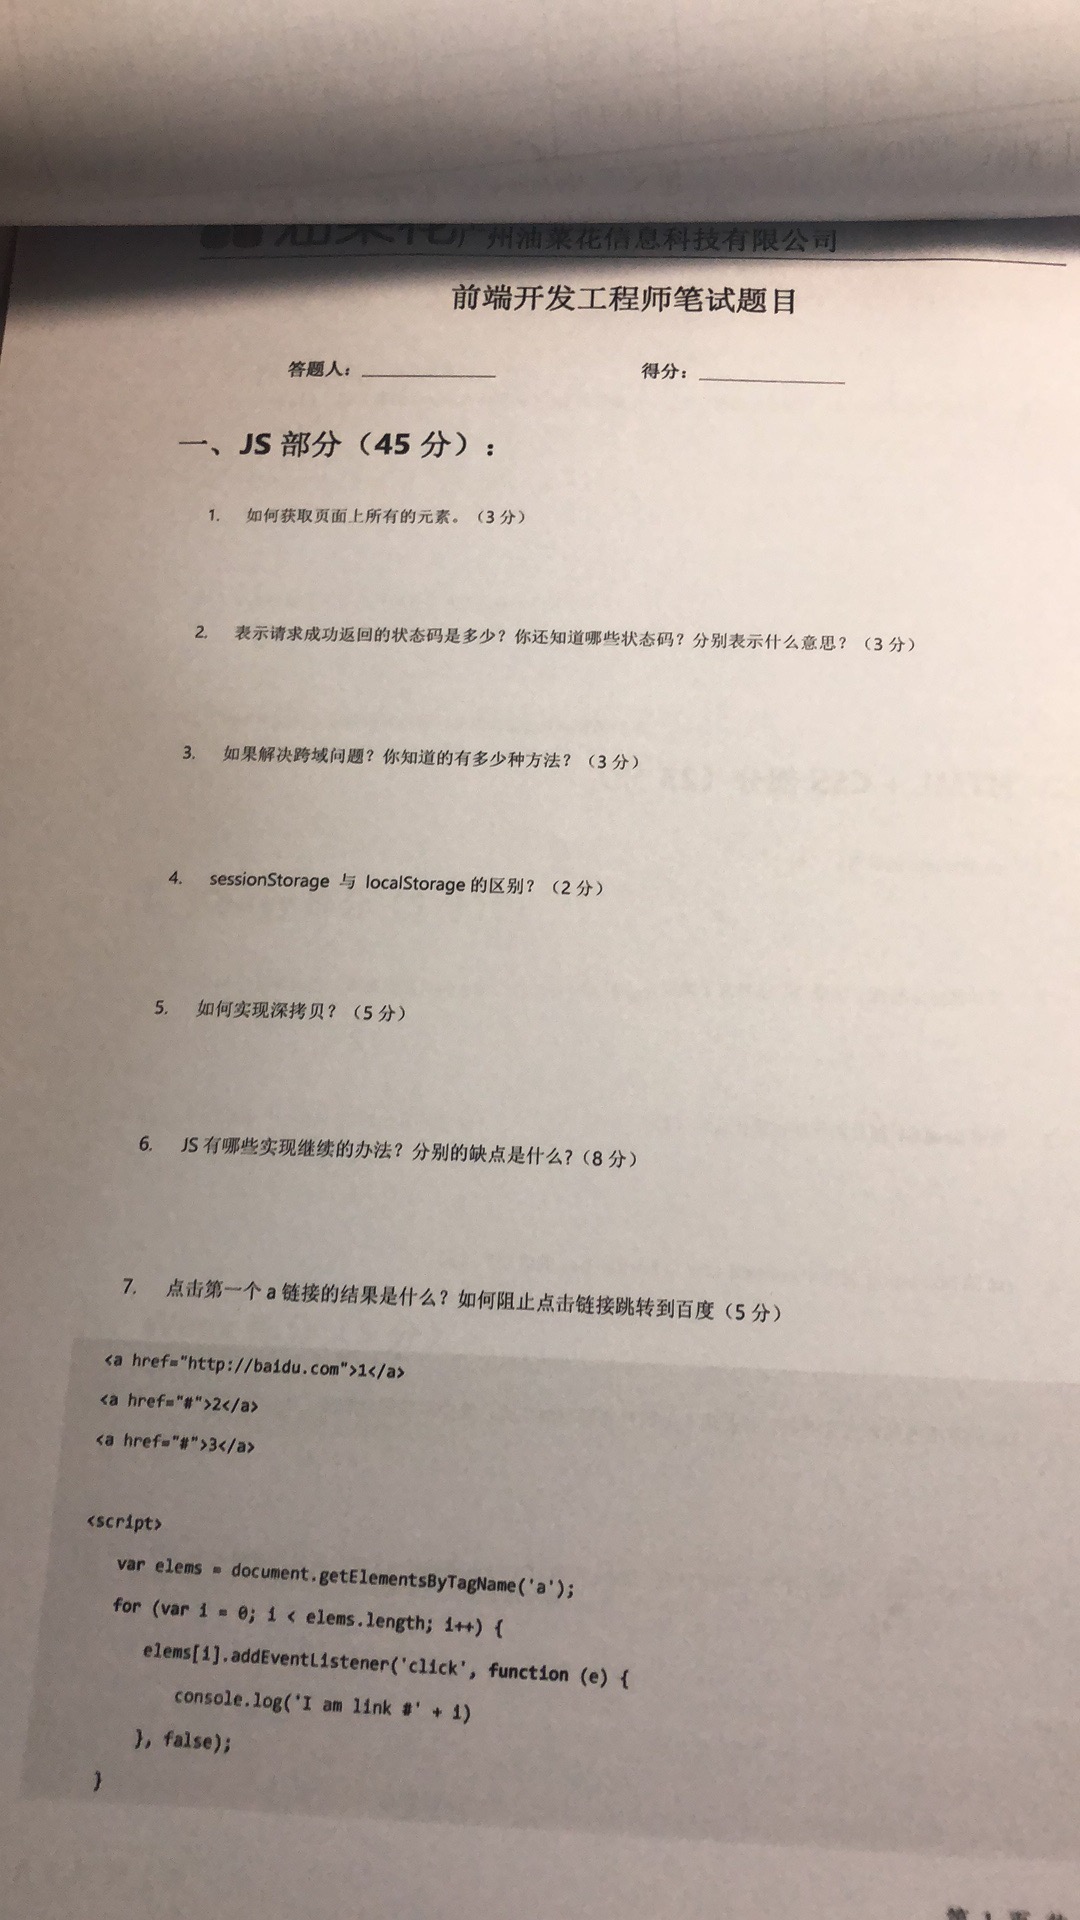 广州油菜花信息科技有限公司
前端开发工程师笔试题目
答题人： 得分：
一、JS 部分（45 分）：
1. 如何获取页面上所有的元素。（3 分）
2. 表示请求成功返回的状态码是多少？你还知道哪些状态码？分别表示什么意思？（3 分）
3. 如果解决跨域问题？你知道的有多少种方法？（3 分）
4. sessionStorage 与 localStorage 的区别？（2 分）
5. 如何实现深拷贝？（5 分）
6. JS 有哪些实现继续的办法？分别的缺点是什么?（8 分）
7. 点击第一个 a 链接的结果是什么？如何阻止点击链接跳转到百度（5 分）
<a href="http://baidu.com">1</a>
<a href="#">2</a>
<a href="#">3</a>
<script>
var elems = document.getElementsByTagName('a');
for (var i = 0; i < elems.length; i++) {
elems[i].addEventListener('click', function (e) {
console.log('I am link #' + i)
}, false);
}